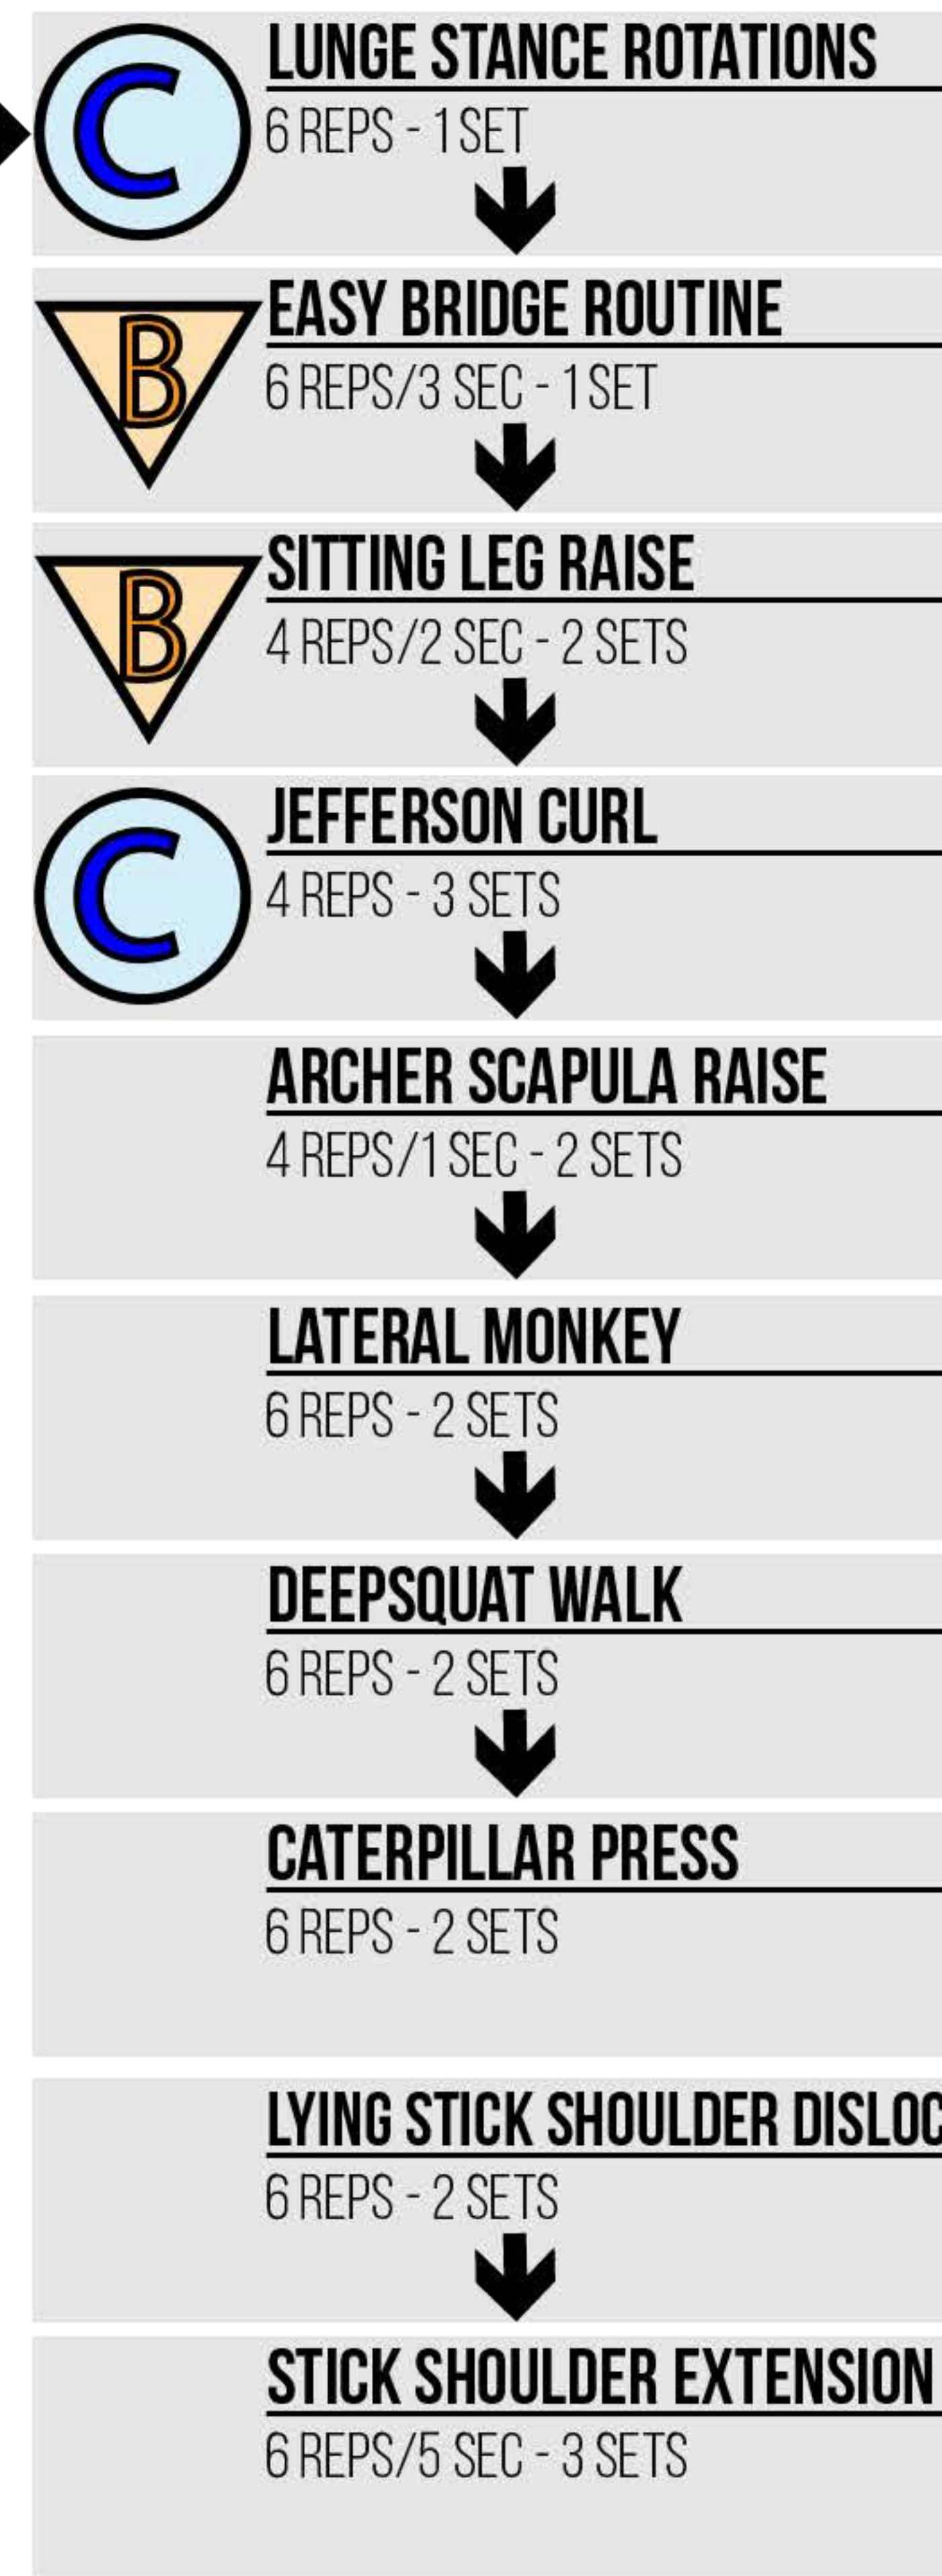 C
LUNGE STANCE ROTATIONS
6 REPS - 1 SET
B
EASY BRIDGE ROUTINE
6 REPS/3 SEC - 1 SET
B
SITTING LEG RAISE
4 REPS/2 SEC - 2 SETS
C
JEFFERSON CURL
4 REPS - 3 SETS
ARCHER SCAPULA RAISE
4 REPS/1 SEC - 2 SETS
LATERAL MONKEY
6 REPS - 2 SETS
DEEPSQUAT WALK
6 REPS - 2 SETS
CATERPILLAR PRESS
6 REPS - 2 SETS
LYING STICK SHOULDER DISLOC
6 REPS - 2 SETS
STICK SHOULDER EXTENSION
6 REPS/5 SEC - 3 SETS